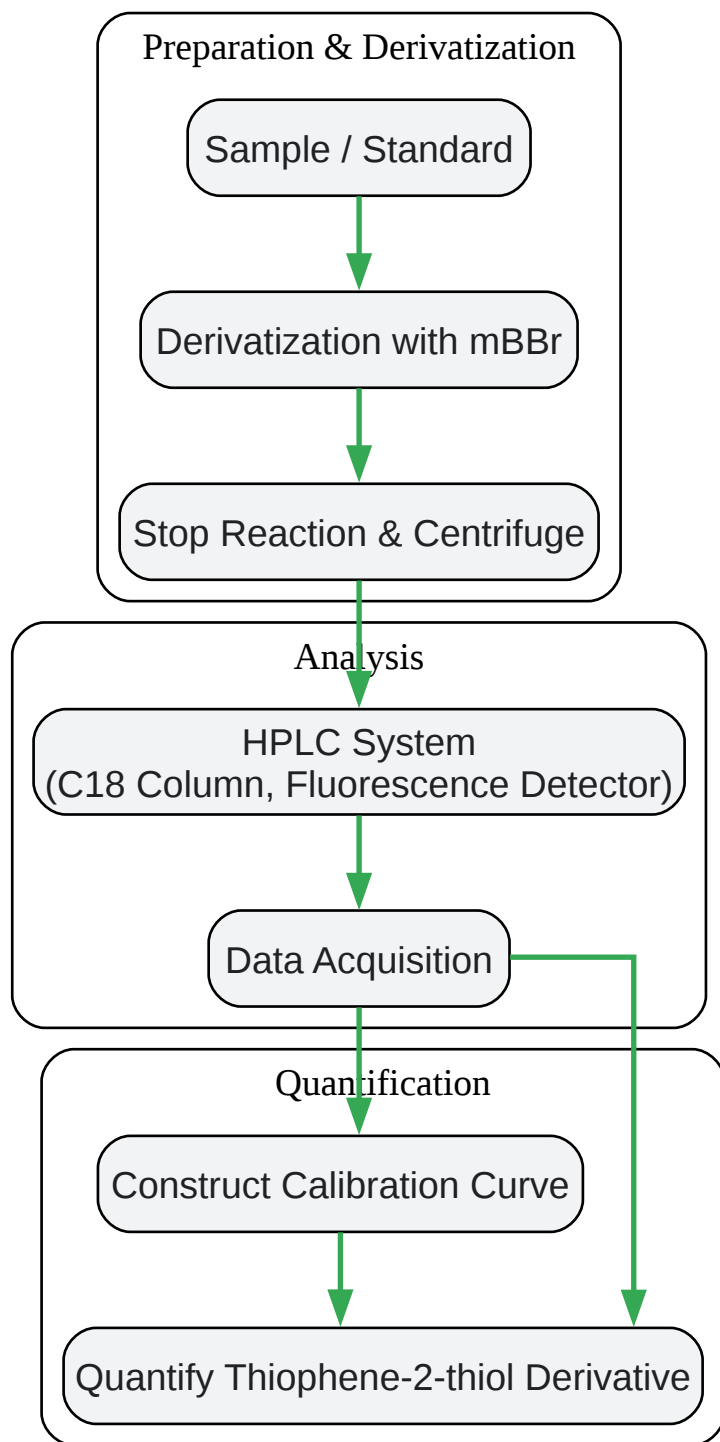 Preparation & Derivatization
Sample / Standard
Derivatization with mBBr
Stop Reaction & Centrifuge
Analysis
HPLC System
(C18 Column, Fluorescence Detector)
Data Acquisition
Quantification
Construct Calibration Curve
Quantify Thiophene-2-thiol Derivative